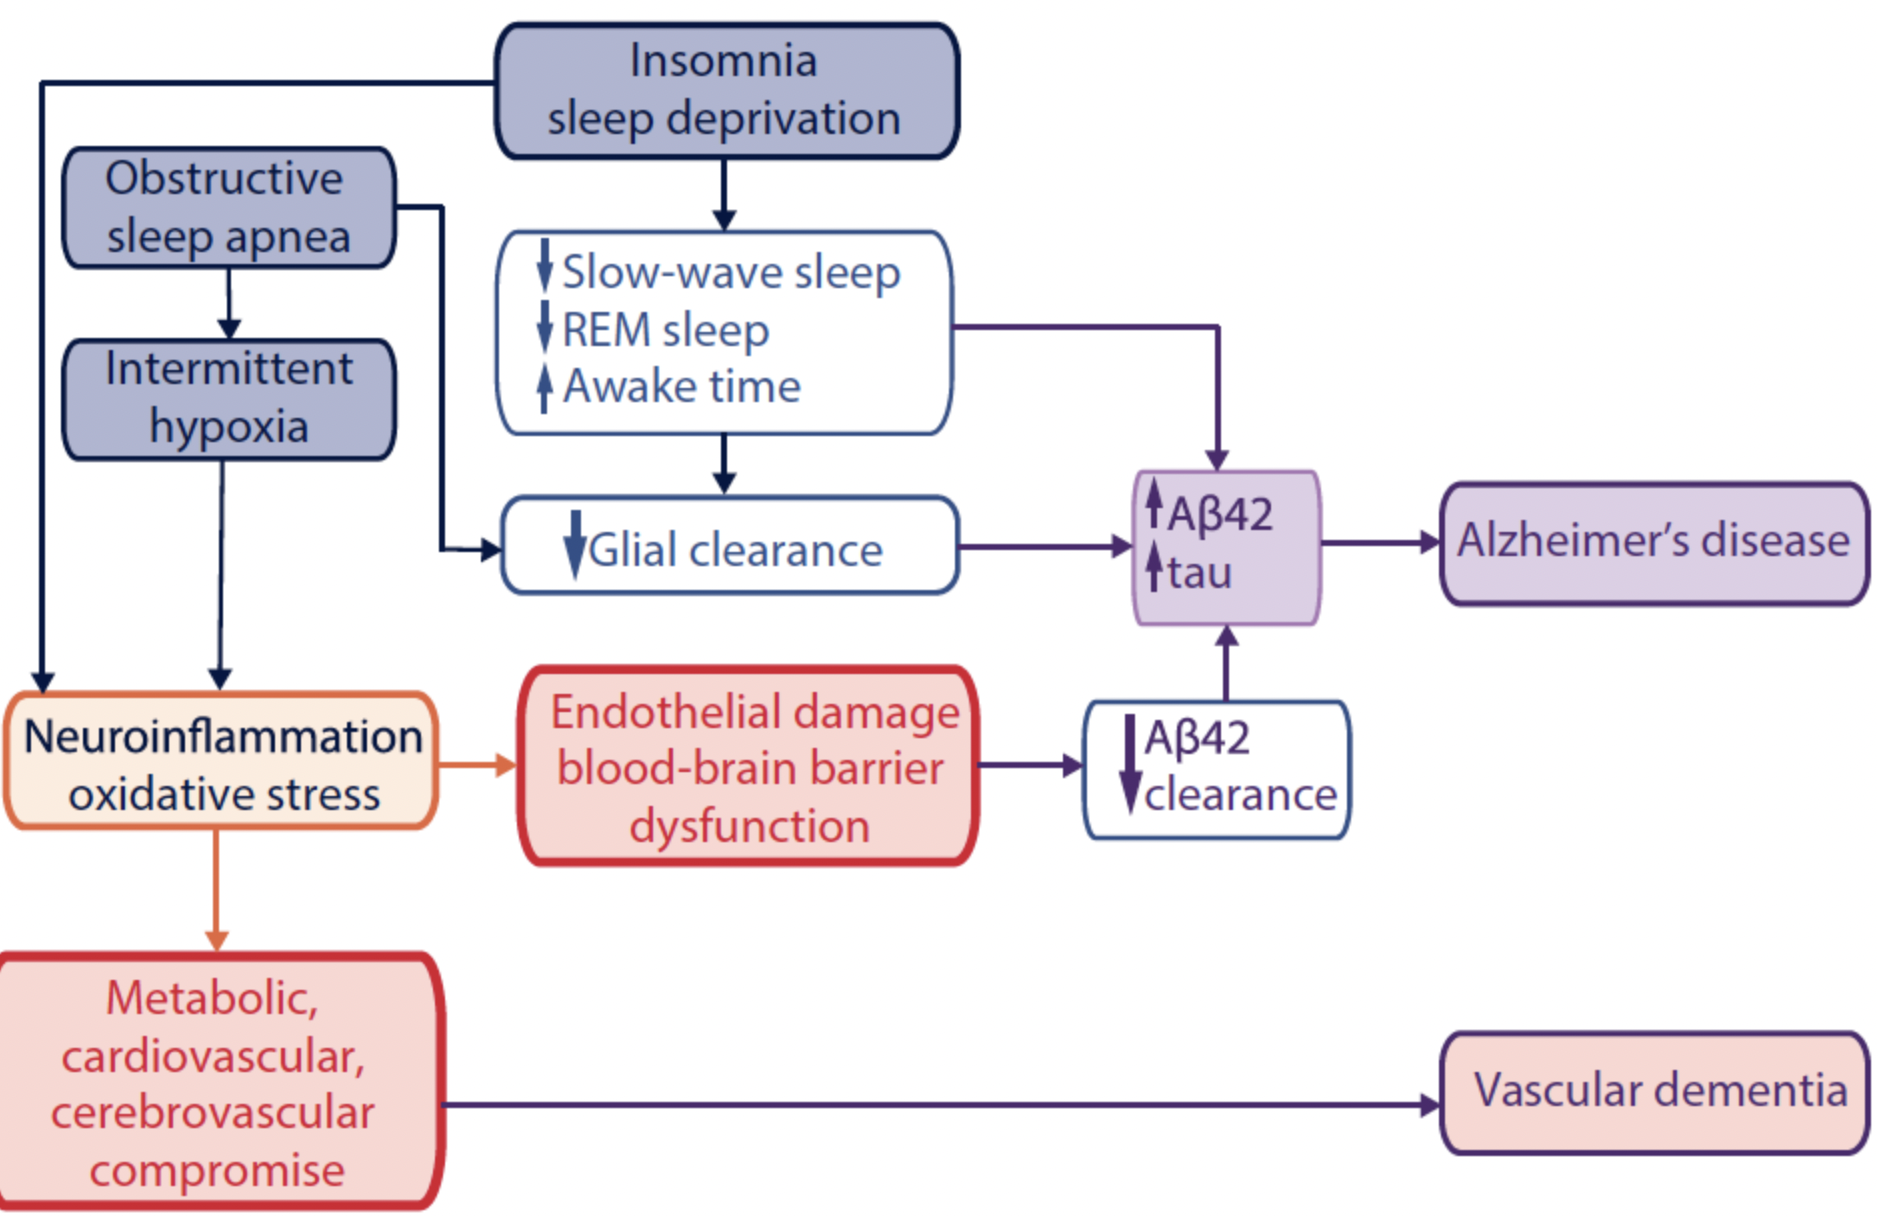 Insomnia
sleep deprivation
Obstructive
sleep apnea
Intermittent
hypoxia
Slow-wave sleep
REM sleep
Awake time
Glial clearance
Aβ42
tau
Alzheimer's disease
Neuroinflammation
oxidative stress
Endothelial damage
blood-brain barrier
dysfunction
Aβ42
clearance
Metabolic,
cardiovascular,
cerebrovascular
compromise
Vascular dementia